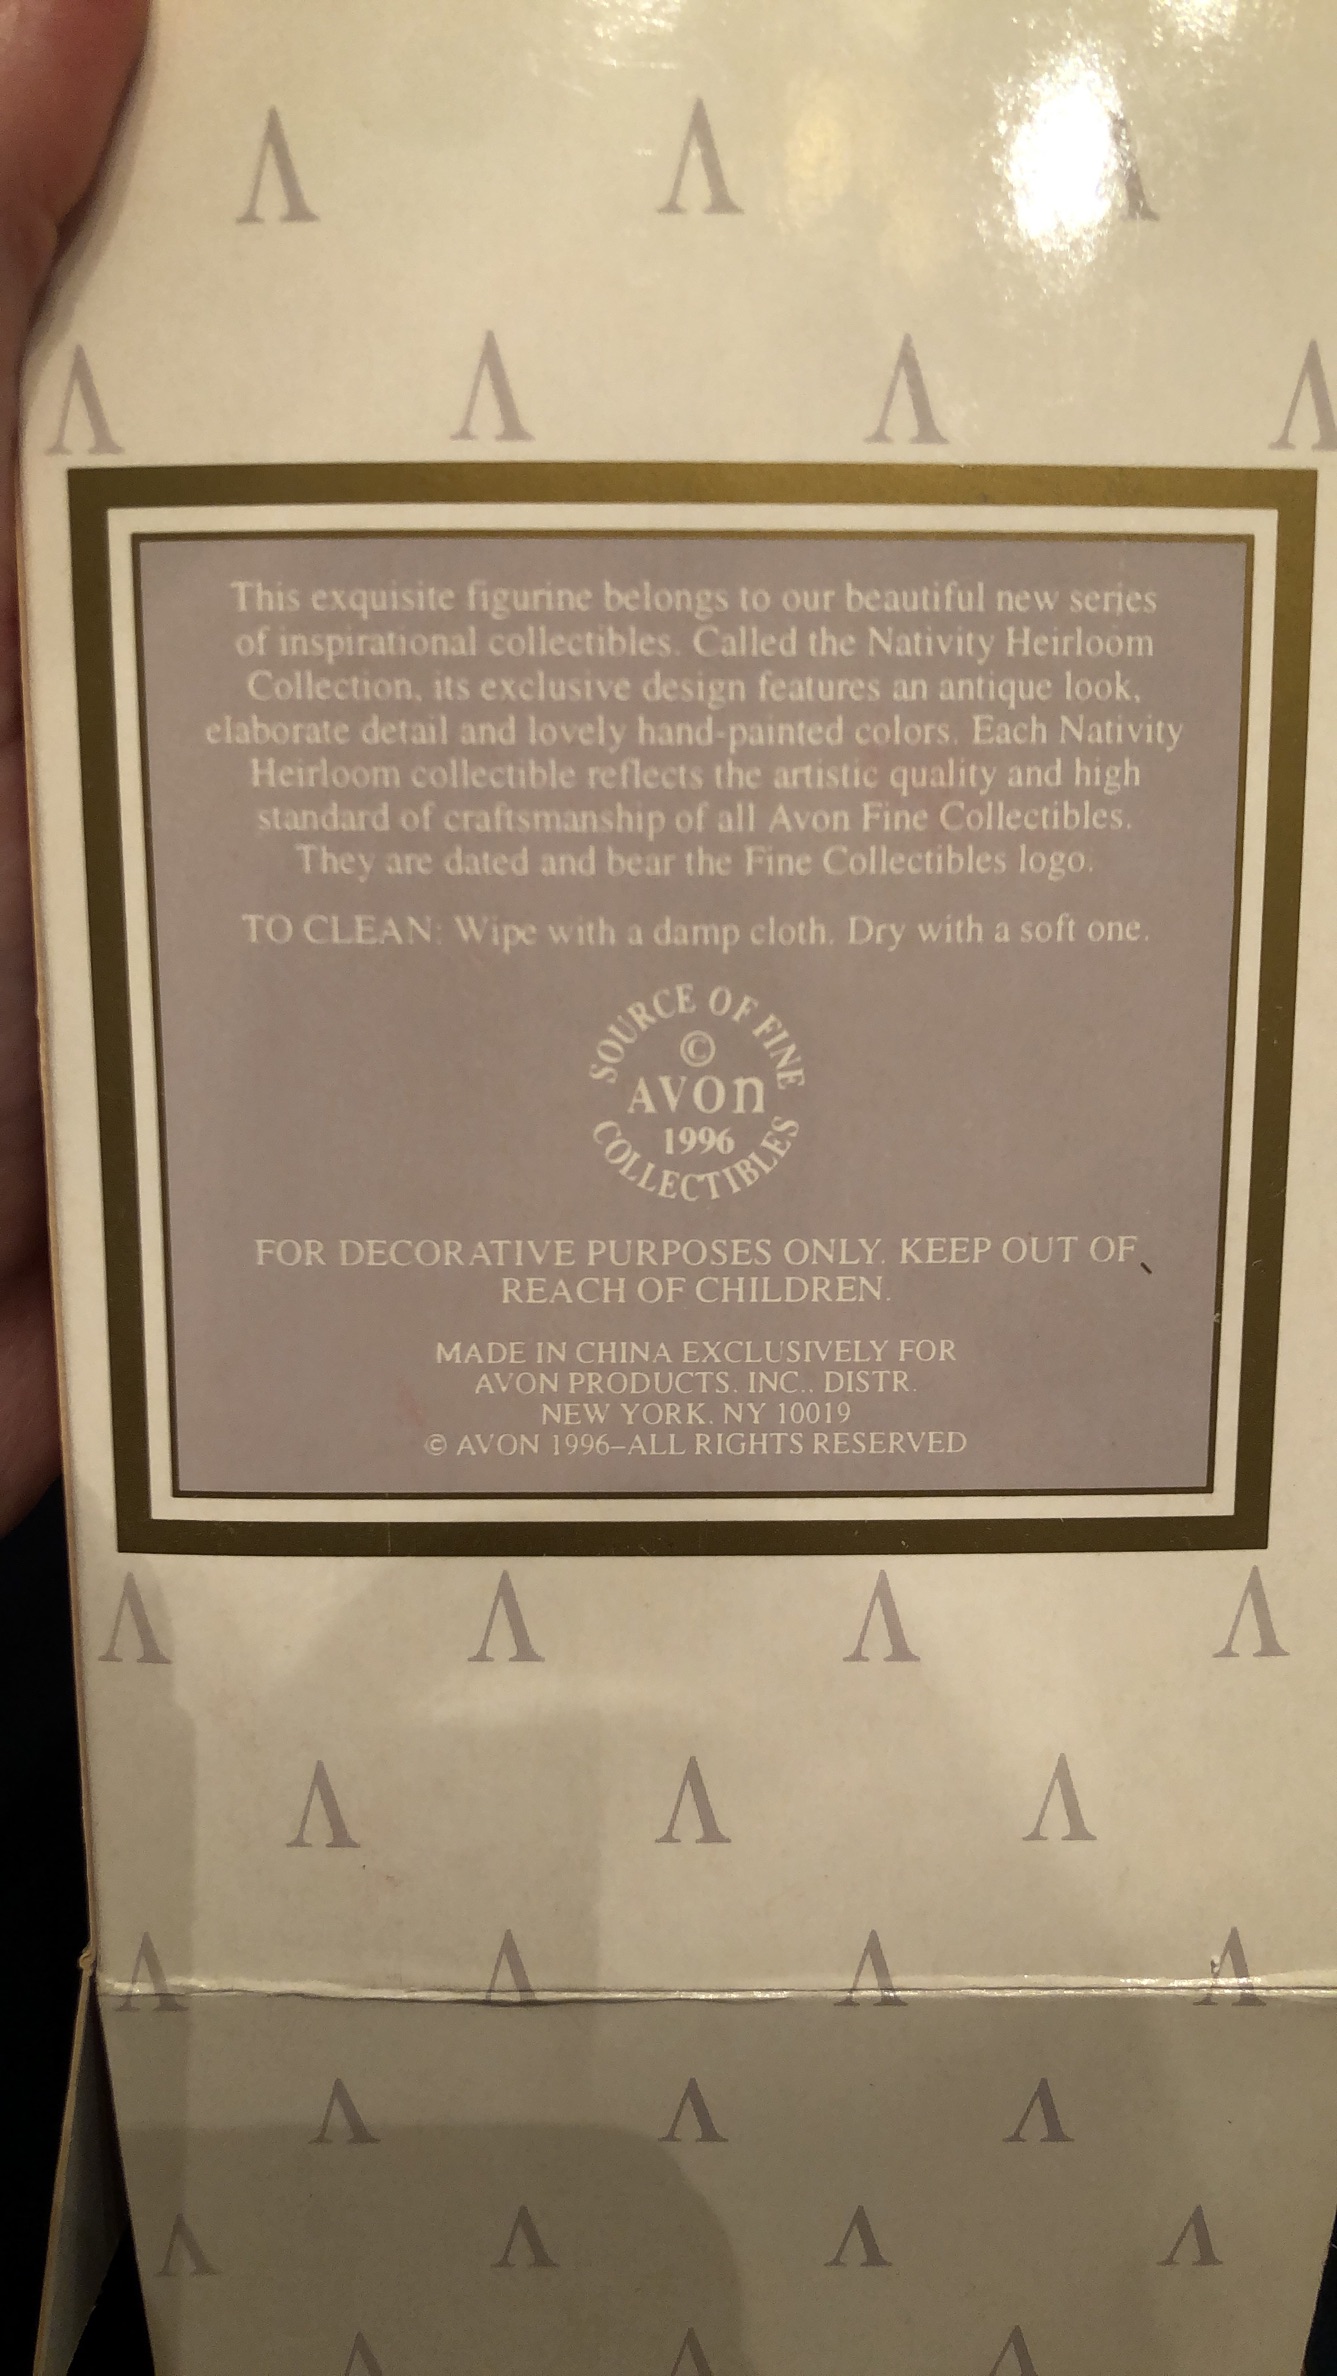 This exquisite figurine belongs to our beautiful new series
of inspirational collectibles. Called the Nativity Heirloom
Collection, its exclusive design features an antique look,
elaborate detail and lovely hand-painted colors. Each Nativity
Heirloom collectible reflects the artistic quality and high
standard of craftsmanship of all Avon Fine Collectibles.
They are dated and bear the Fine Collectibles logo.
TO CLEAN: Wipe with a damp cloth. Dry with a soft one.
SOURCE OF FINE
©
AVON
1996
COLLECTIBLES
FOR DECORATIVE PURPOSES ONLY. KEEP OUT OF
REACH OF CHILDREN.
MADE IN CHINA EXCLUSIVELY FOR
AVON PRODUCTS, INC., DISTR.
NEW YORK, NY 10019
© AVON 1996–ALL RIGHTS RESERVED